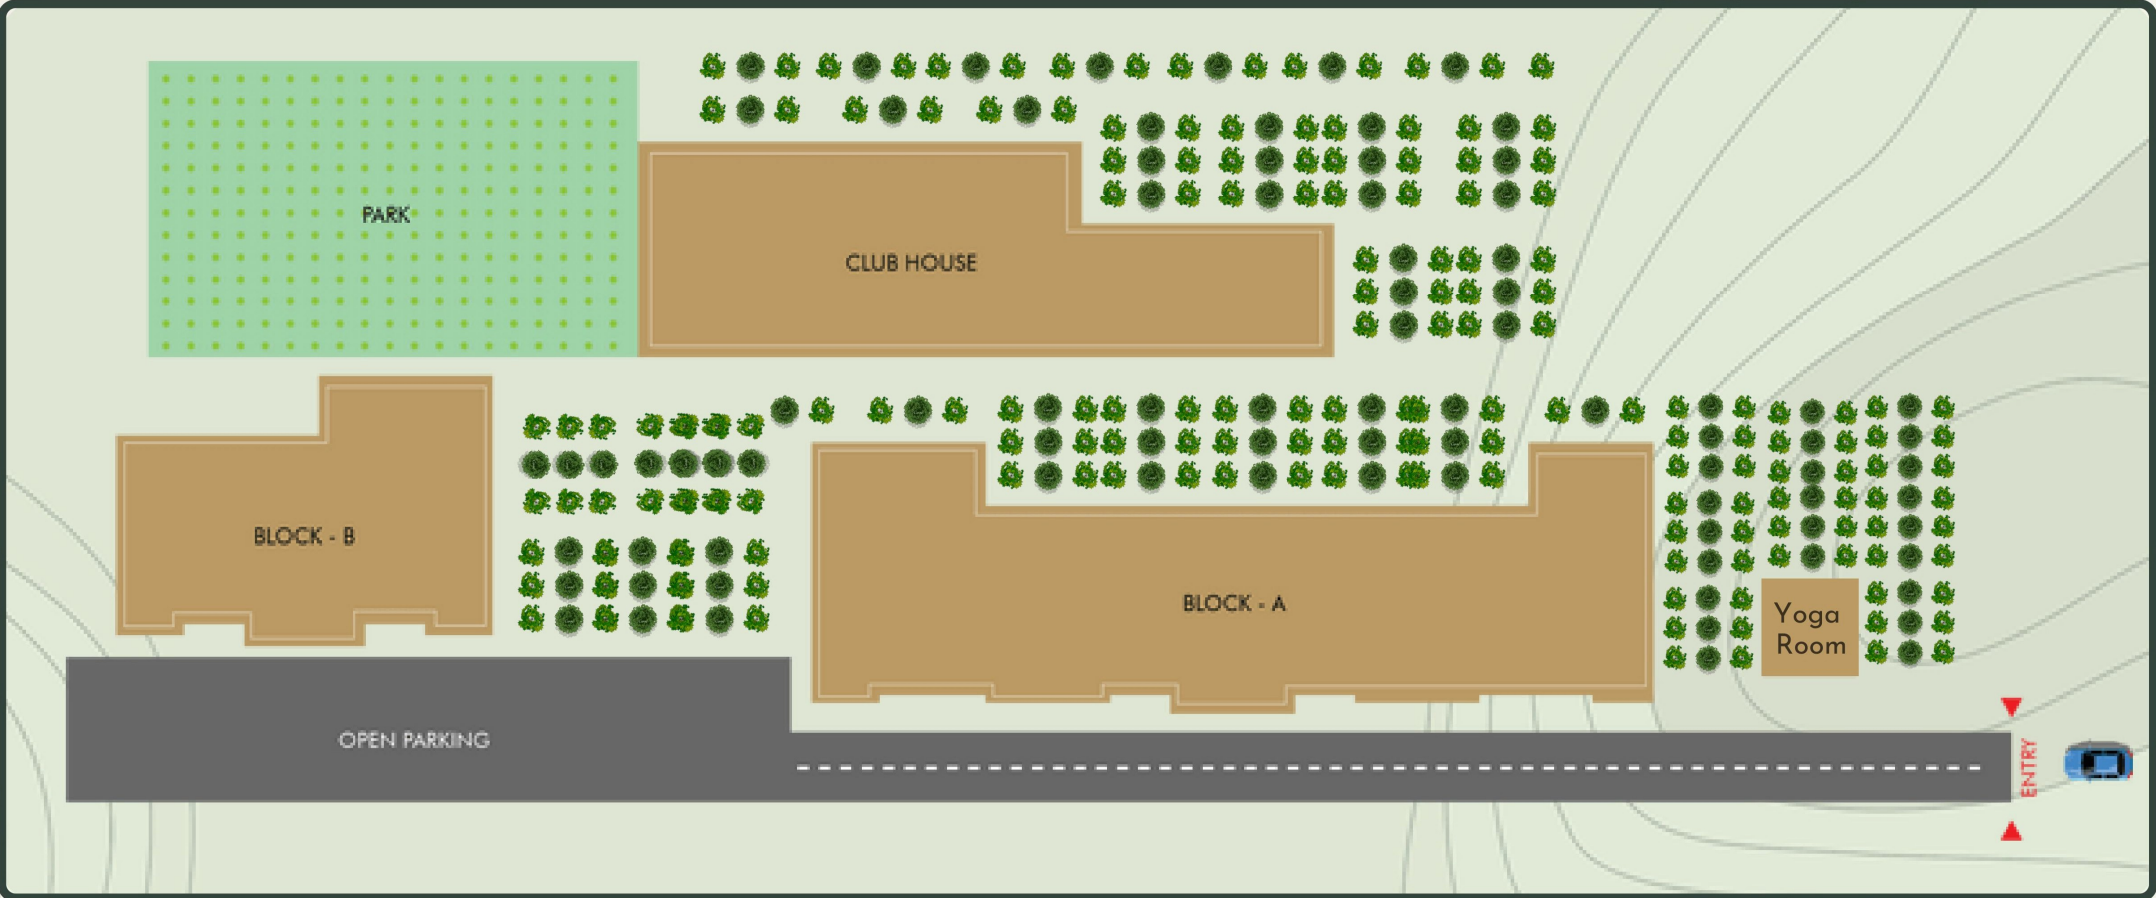 PARK
CLUB HOUSE
BLOCK - B
BLOCK - A
Yoga
Room
OPEN PARKING
ENTRY